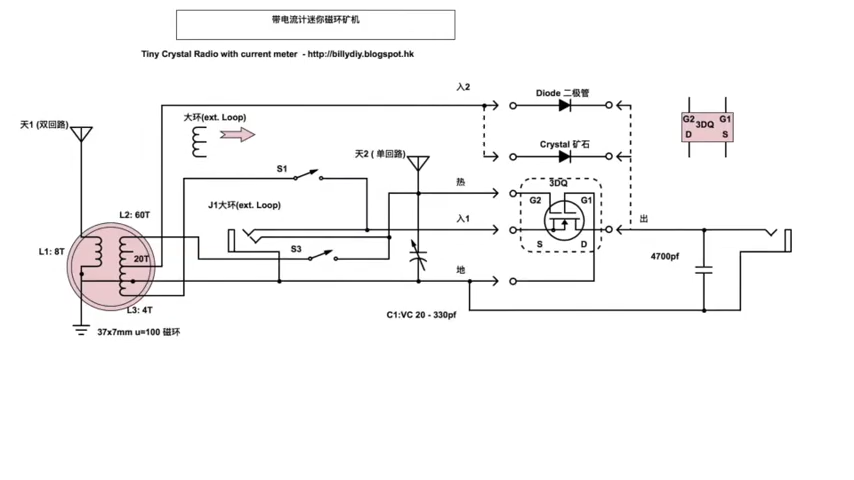 带电流计迷你磁环矿机
Tiny Crystal Radio with current meter - http://billydiy.blogspot.hk
入2
Diode 二极管
大环(ext. Loop)
天1 (双回路)
G2 G1
3DQ
D S
Crystal 矿石
天2 ( 单回路)
S1
热
3DQ
G2 G1
J1大环(ext. Loop)
L2: 60T
入1
出
L1: 8T
20T
S3
S D
4700pf
地
L3: 4T
C1:VC 20 - 330pf
37x7mm u=100 磁环